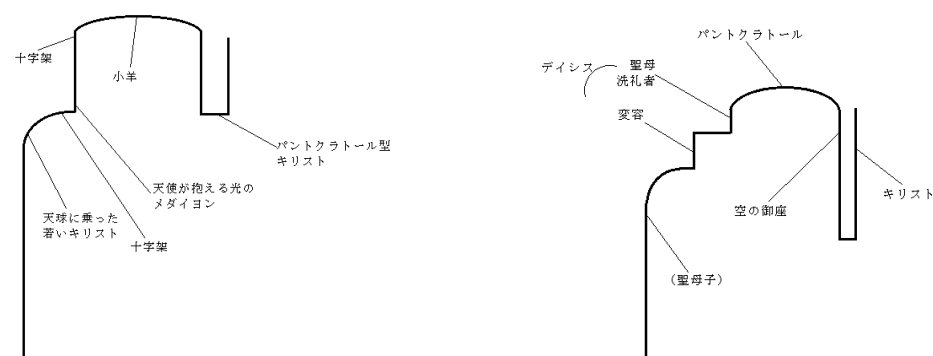 十字架
小羊
パントクラトール型
キリスト
天使が抱える光の
メダイヨン
天球に乗った
若いキリスト
十字架
パントクラトール
デイシス
聖母
洗礼者
変容
キリスト
空の御座
（聖母子）